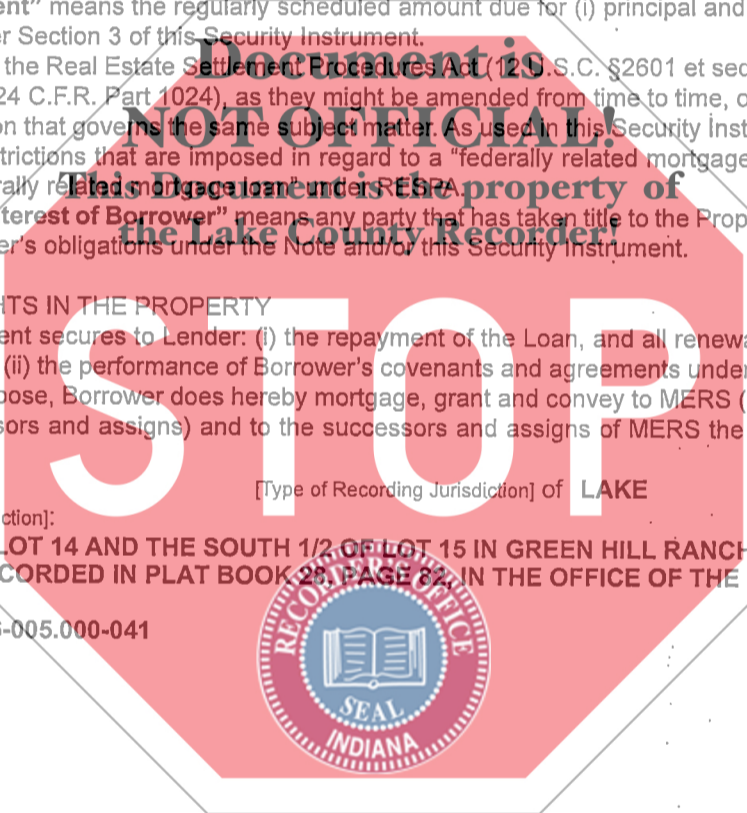 ent" means the regularly scheduled amount due for (i) principal and
er Section 3 of this Security Instrument.
Document is
the Real Estate Settlement Procedures Act (12 U.S.C. §2601 et sec
24 C.F.R. Part 1024), as they might be amended from time to time, o
NOT OFFICIAL!
on that governs the same subject matter. As used in this Security Inst
trictions that are imposed in regard to a "federally related mortgage
This Document is the property of
rally related mortgage loan" under RESPA.
terest of Borrower" means any party that has taken title to the Prop
the Lake County Recorder!
er's obligations under the Note and/or this Security Instrument.
HTS IN THE PROPERTY
ent secures to Lender: (i) the repayment of the Loan, and all renewa
(ii) the performance of Borrower's covenants and agreements under
pose, Borrower does hereby mortgage, grant and convey to MERS (
sors and assigns) and to the successors and assigns of MERS the
STOP
[Type of Recording Jurisdiction] of LAKE
ction]:
LOT 14 AND THE SOUTH 1/2 OF LOT 15 IN GREEN HILL RANCH
CORDED IN PLAT BOOK 28, PAGE 82, IN THE OFFICE OF THE
-005.000-041
RECORDER'S OFFICE
SEAL
INDIANA